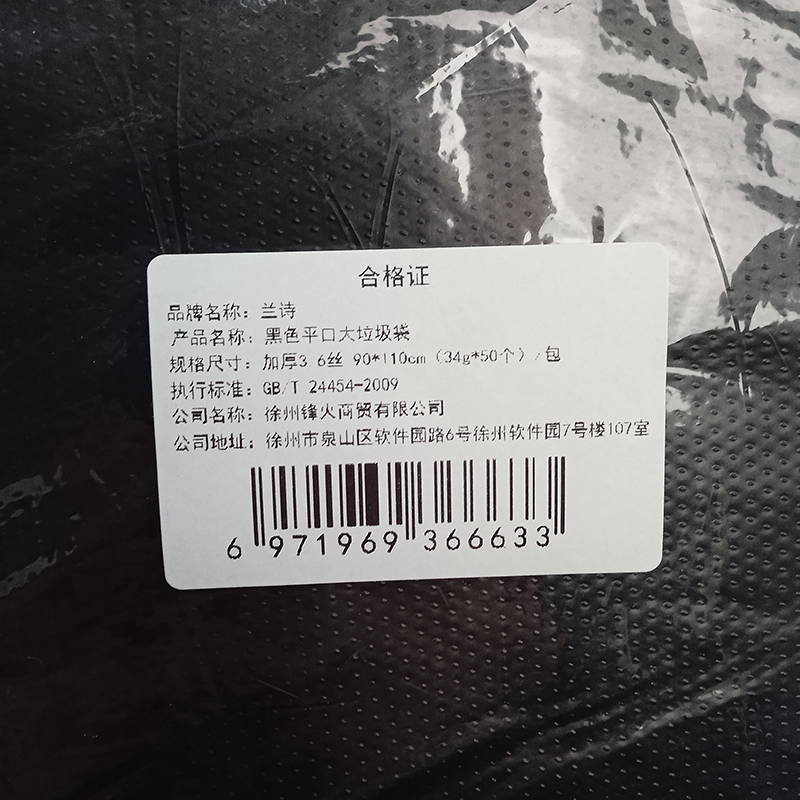 合格证
品牌名称：兰诗
产品名称：黑色平口大垃圾袋
规格尺寸：加厚3.6丝 90*110cm（34g*50个）/包
执行标准：GB/T 24454-2009
公司名称：徐州锋火商贸有限公司
公司地址：徐州市泉山区软件园路6号徐州软件园7号楼107室
6 971969 366633